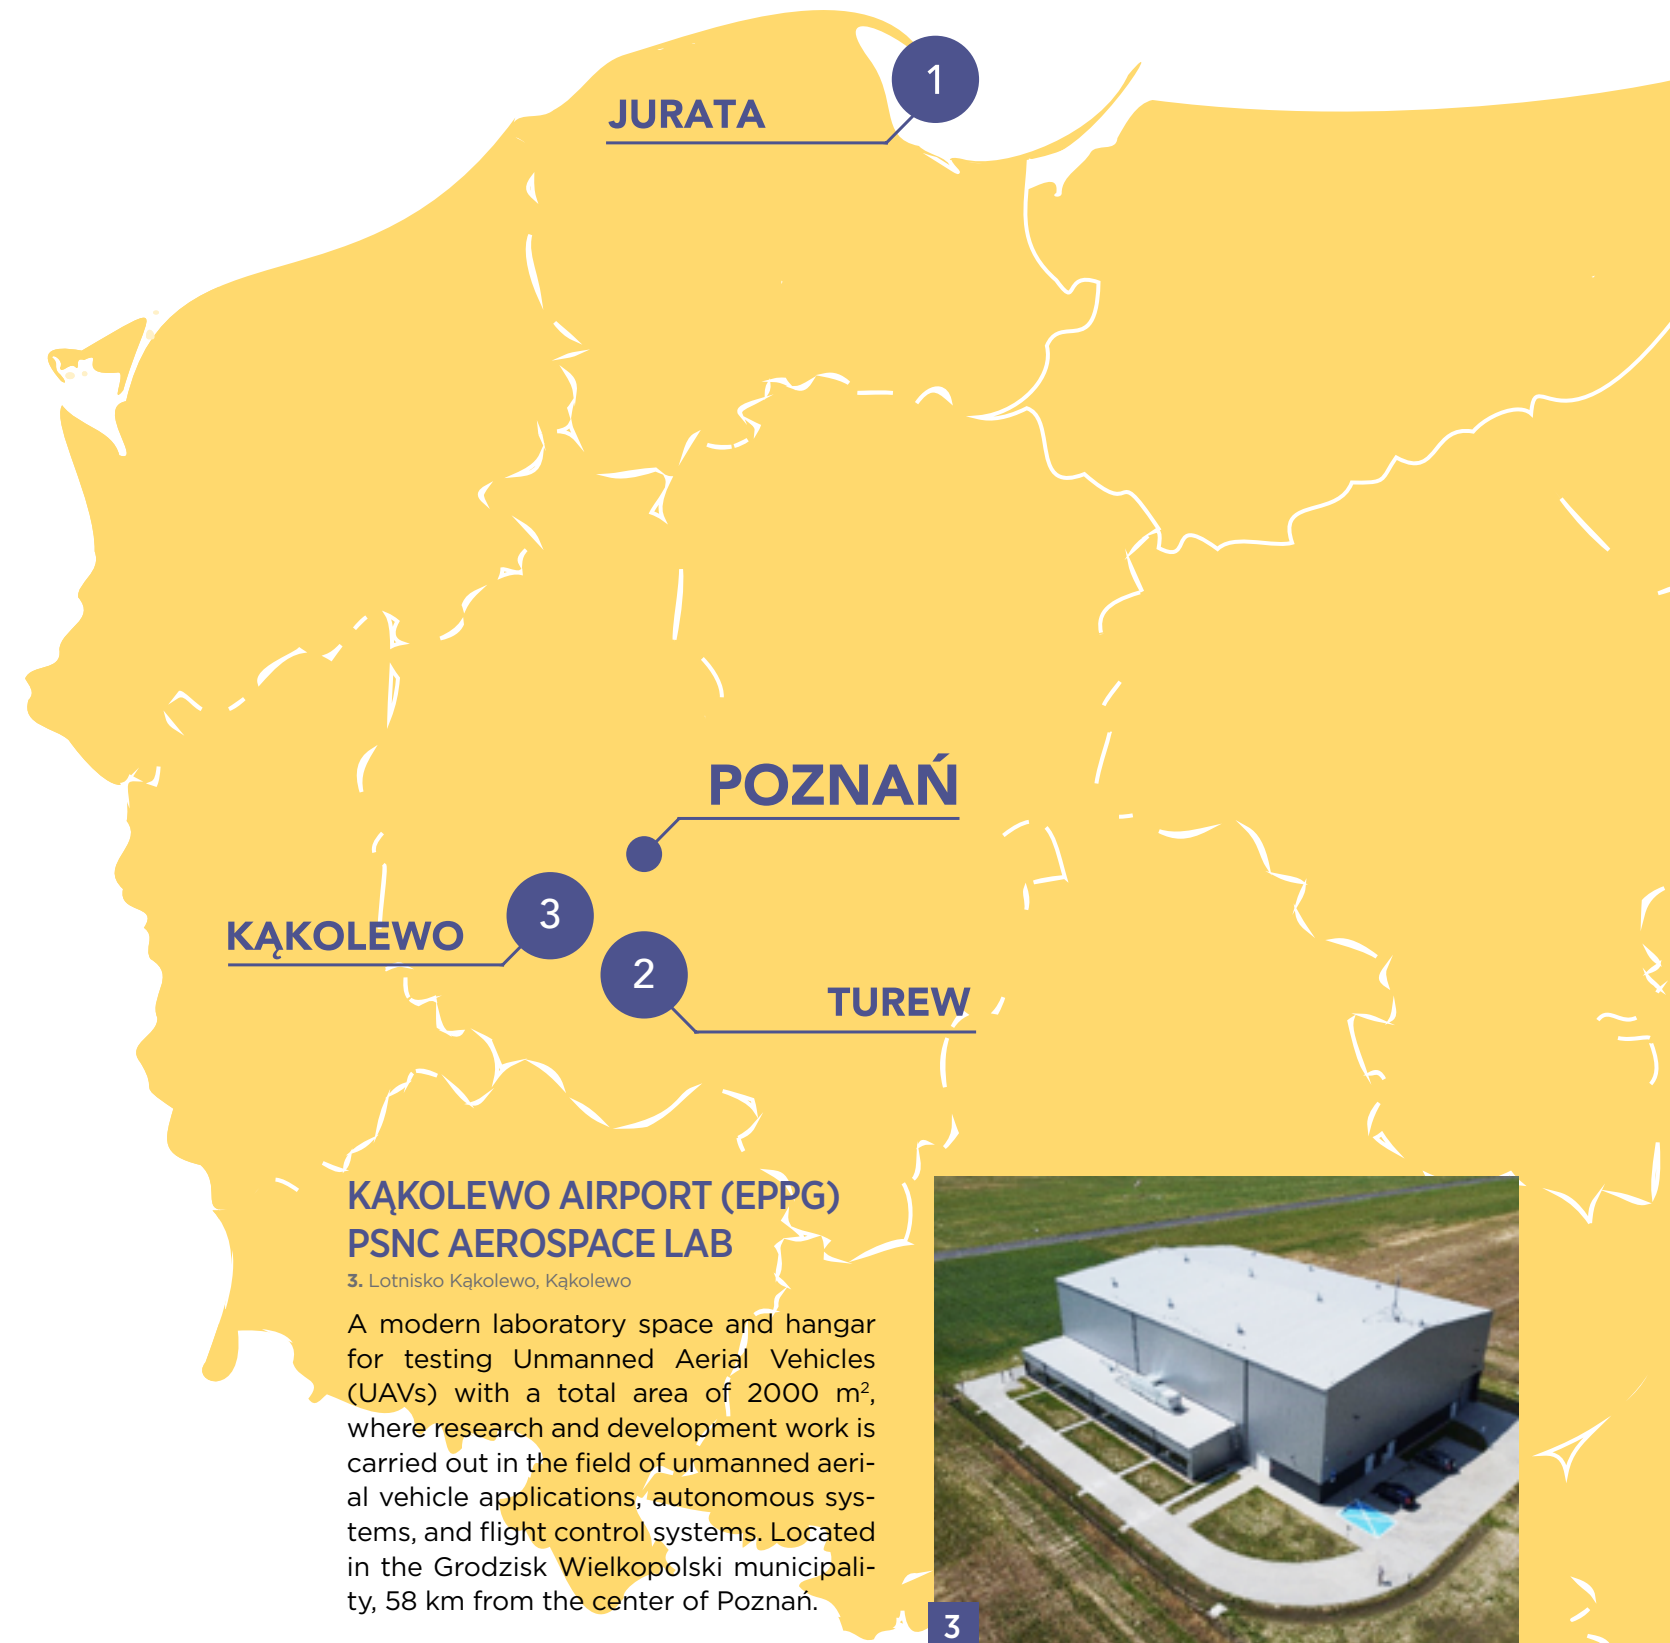 1
JURATA
POZNAŃ
3
KĄKOLEWO
2
TUREW
KĄKOLEWO AIRPORT (EPPG)
PSNC AEROSPACE LAB
3. Lotnisko Kąkolewo, Kąkolewo
A modern laboratory space and hangar
for testing Unmanned Aerial Vehicles
(UAVs) with a total area of 2000 m²,
where research and development work is
carried out in the field of unmanned aeri-
al vehicle applications, autonomous sys-
tems, and flight control systems. Located
in the Grodzisk Wielkopolski municipali-
ty, 58 km from the center of Poznań.
3